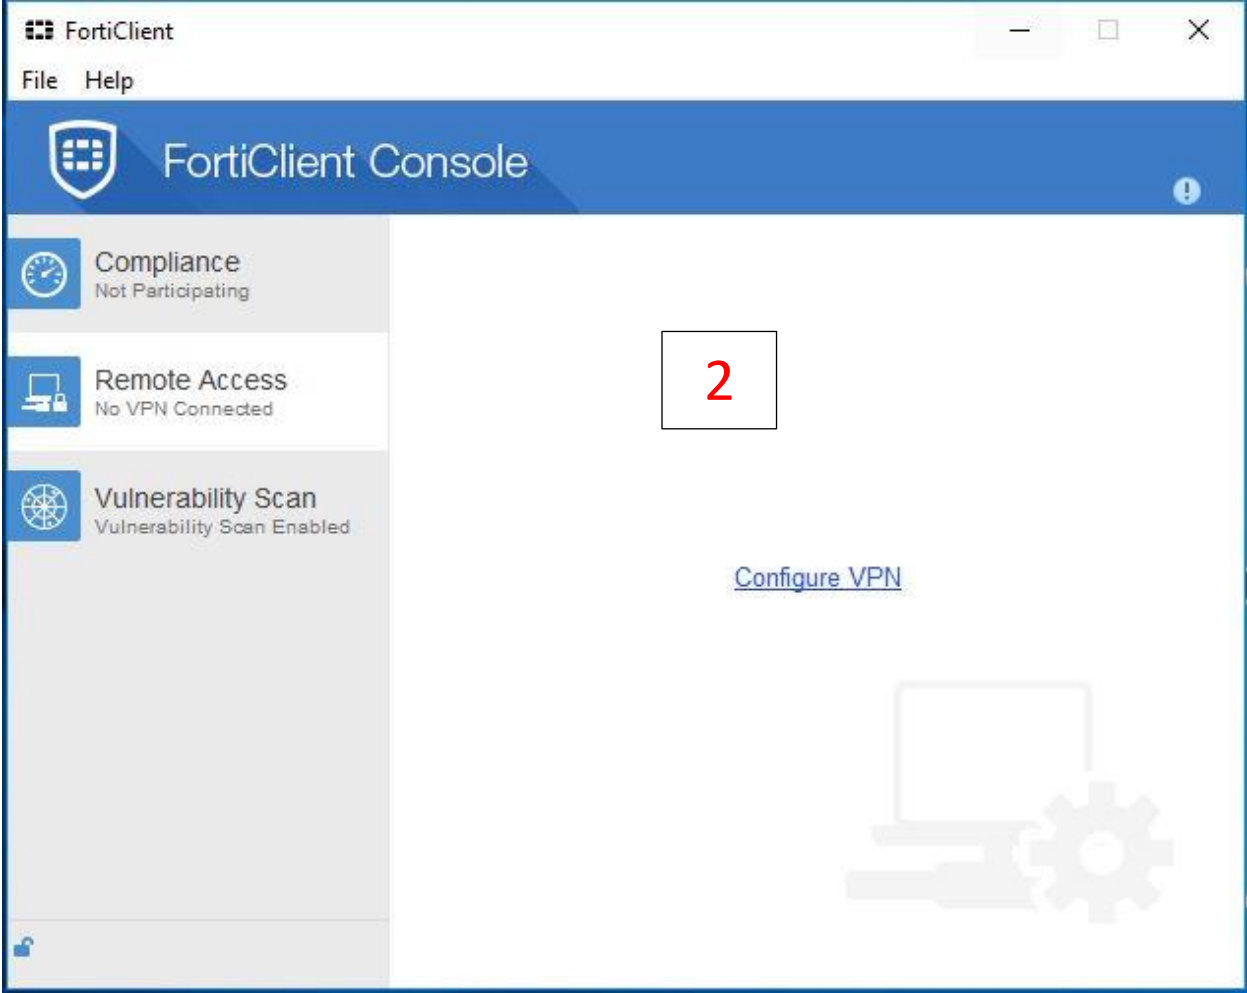 FortiClient
File Help
FortiClient Console
Compliance
Not Participating
Remote Access
No VPN Connected
Vulnerability Scan
Vulnerability Scan Enabled
2
Configure VPN